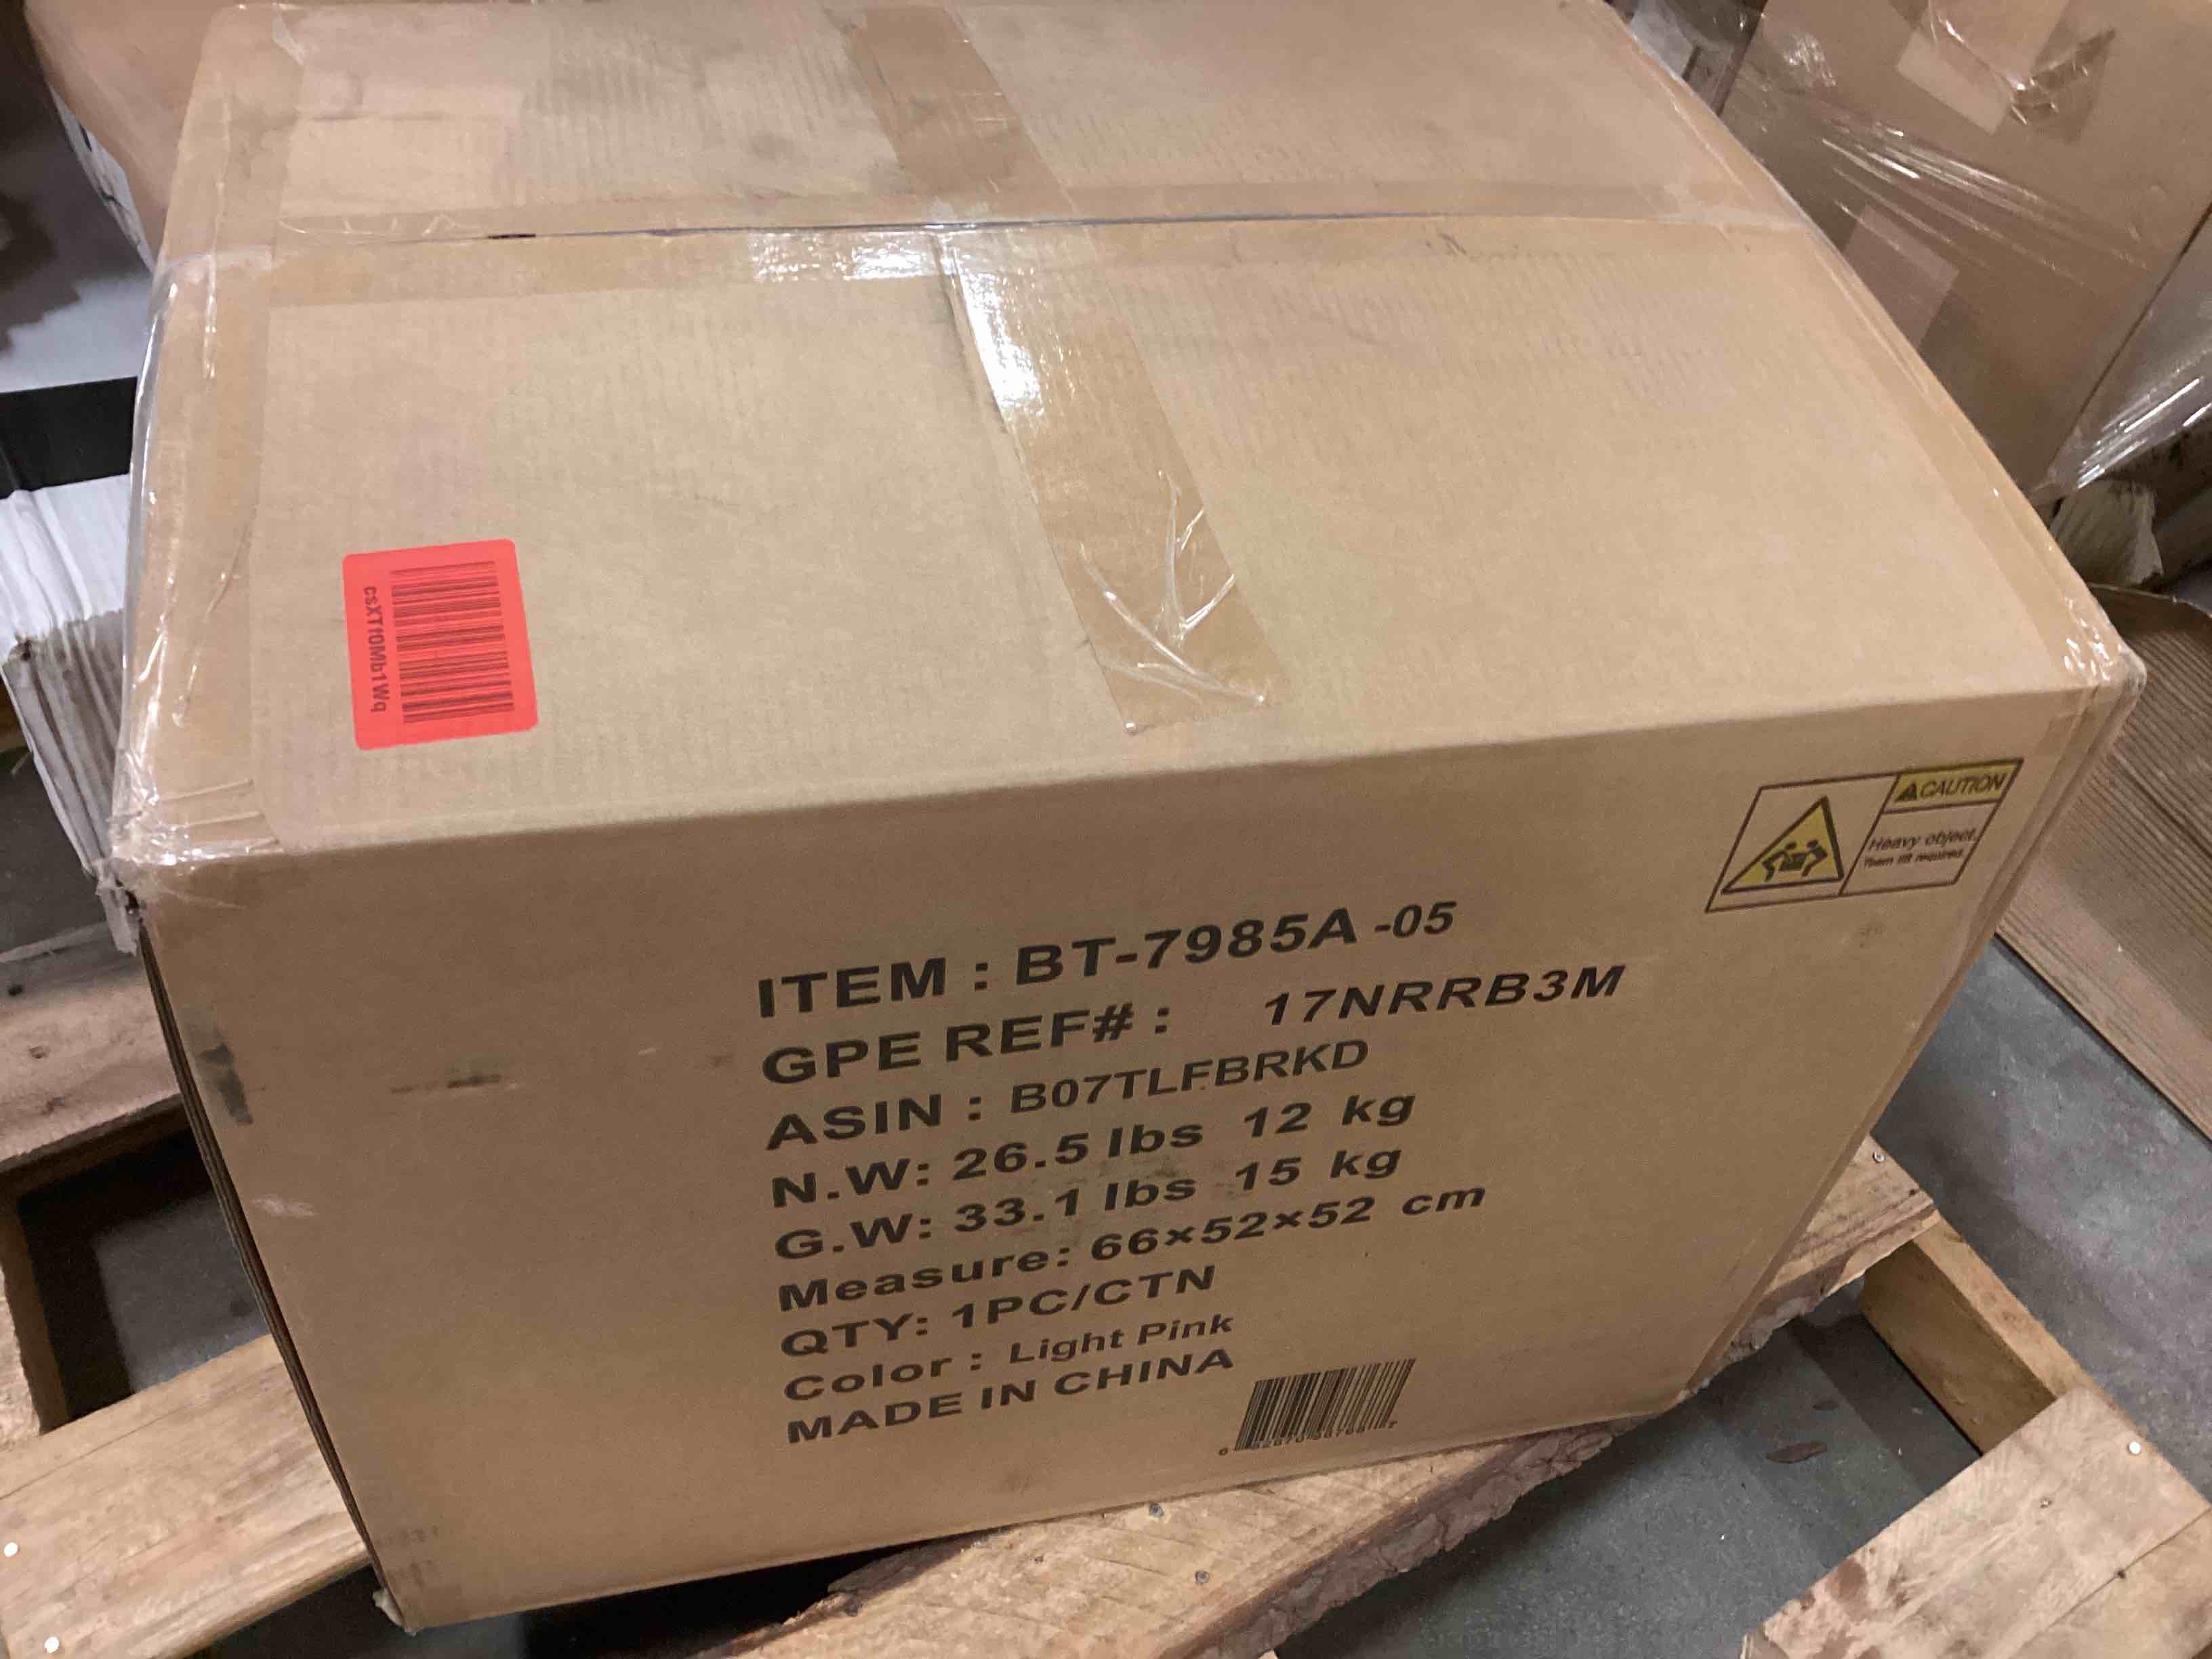 csXT10Mb1Wq
CAUTION
Heavy object.
Team lift required.
ITEM : BT-7985A -05
GPE REF# : 17NRRB3M
ASIN : B07TLFBRKD
N.W: 26.5 lbs 12 kg
G.W: 33.1 lbs 15 kg
Measure: 66×52×52 cm
QTY: 1PC/CTN
Color : Light Pink
MADE IN CHINA